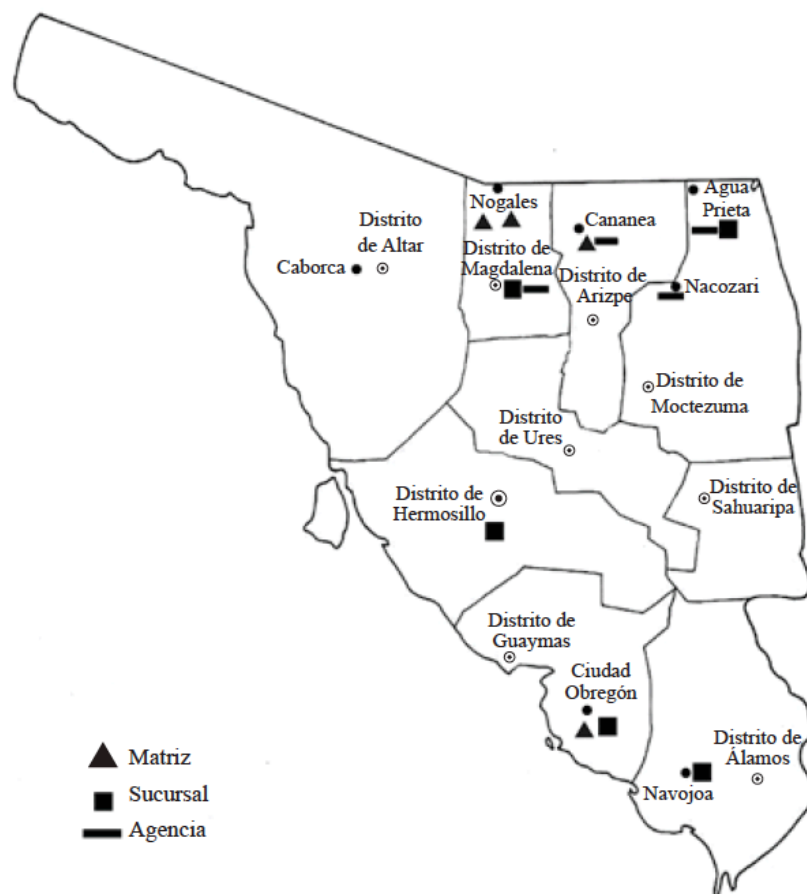 Nogales
Agua
Prieta
Cananea
Distrito
de Altar
Caborca
Distrito de
Magdalena
Distrito de
Arizpe
Nacozari
Distrito de
Moctezuma
Distrito
de Ures
Distrito de
Hermosillo
Distrito de
Sahuaripa
Distrito de
Guaymas
Ciudad
Obregón
Distrito de
Álamos
Navojoa
Matriz
Sucursal
Agencia